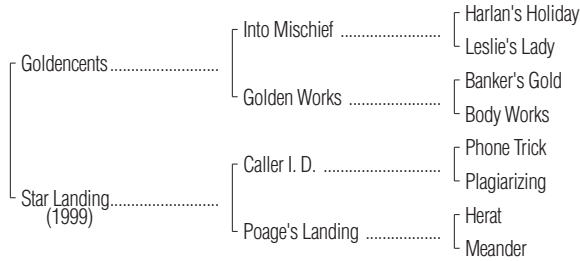 Harlan's Holiday
Into Mischief
Leslie's Lady
Goldencents
Banker's Gold
Golden Works
Body Works
Phone Trick
Caller I. D.
Plagiarizing
Star Landing
(1999)
Herat
Poage's Landing
Meander